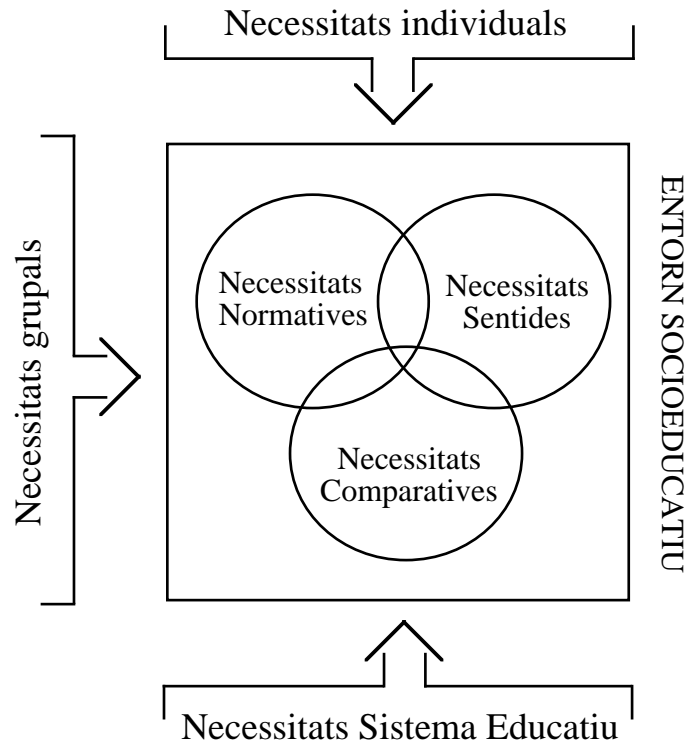 Necessitats individuals
Necessitats grupals
Necessitats
Normatives
Necessitats
Sentides
Necessitats
Comparatives
ENTORN SOCIOEDUCATIU
Necessitats Sistema Educatiu